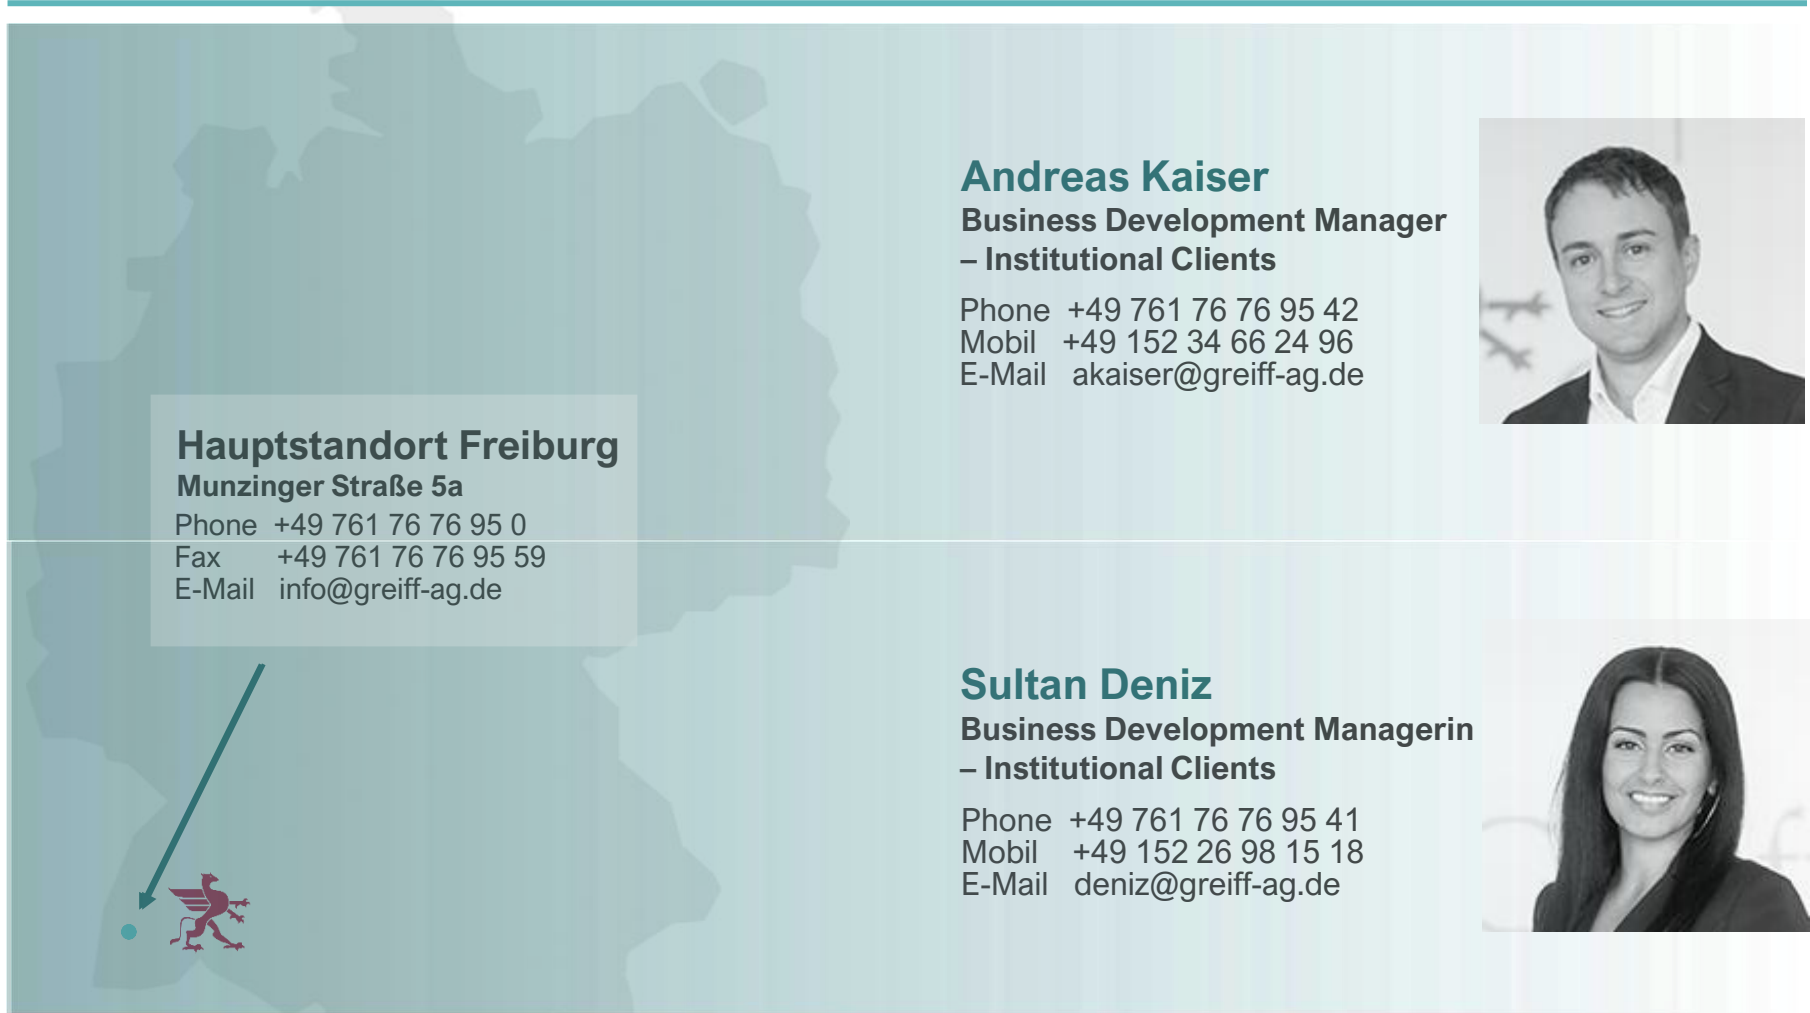 Hauptstandort Freiburg
Munzinger Straße 5a
Phone +49 761 76 76 95 0
Fax +49 761 76 76 95 59
E-Mail info@greiff-ag.de
Andreas Kaiser
Business Development Manager
– Institutional Clients
Phone +49 761 76 76 95 42
Mobil +49 152 34 66 24 96
E-Mail akaiser@greiff-ag.de
Sultan Deniz
Business Development Managerin
– Institutional Clients
Phone +49 761 76 76 95 41
Mobil +49 152 26 98 15 18
E-Mail deniz@greiff-ag.de